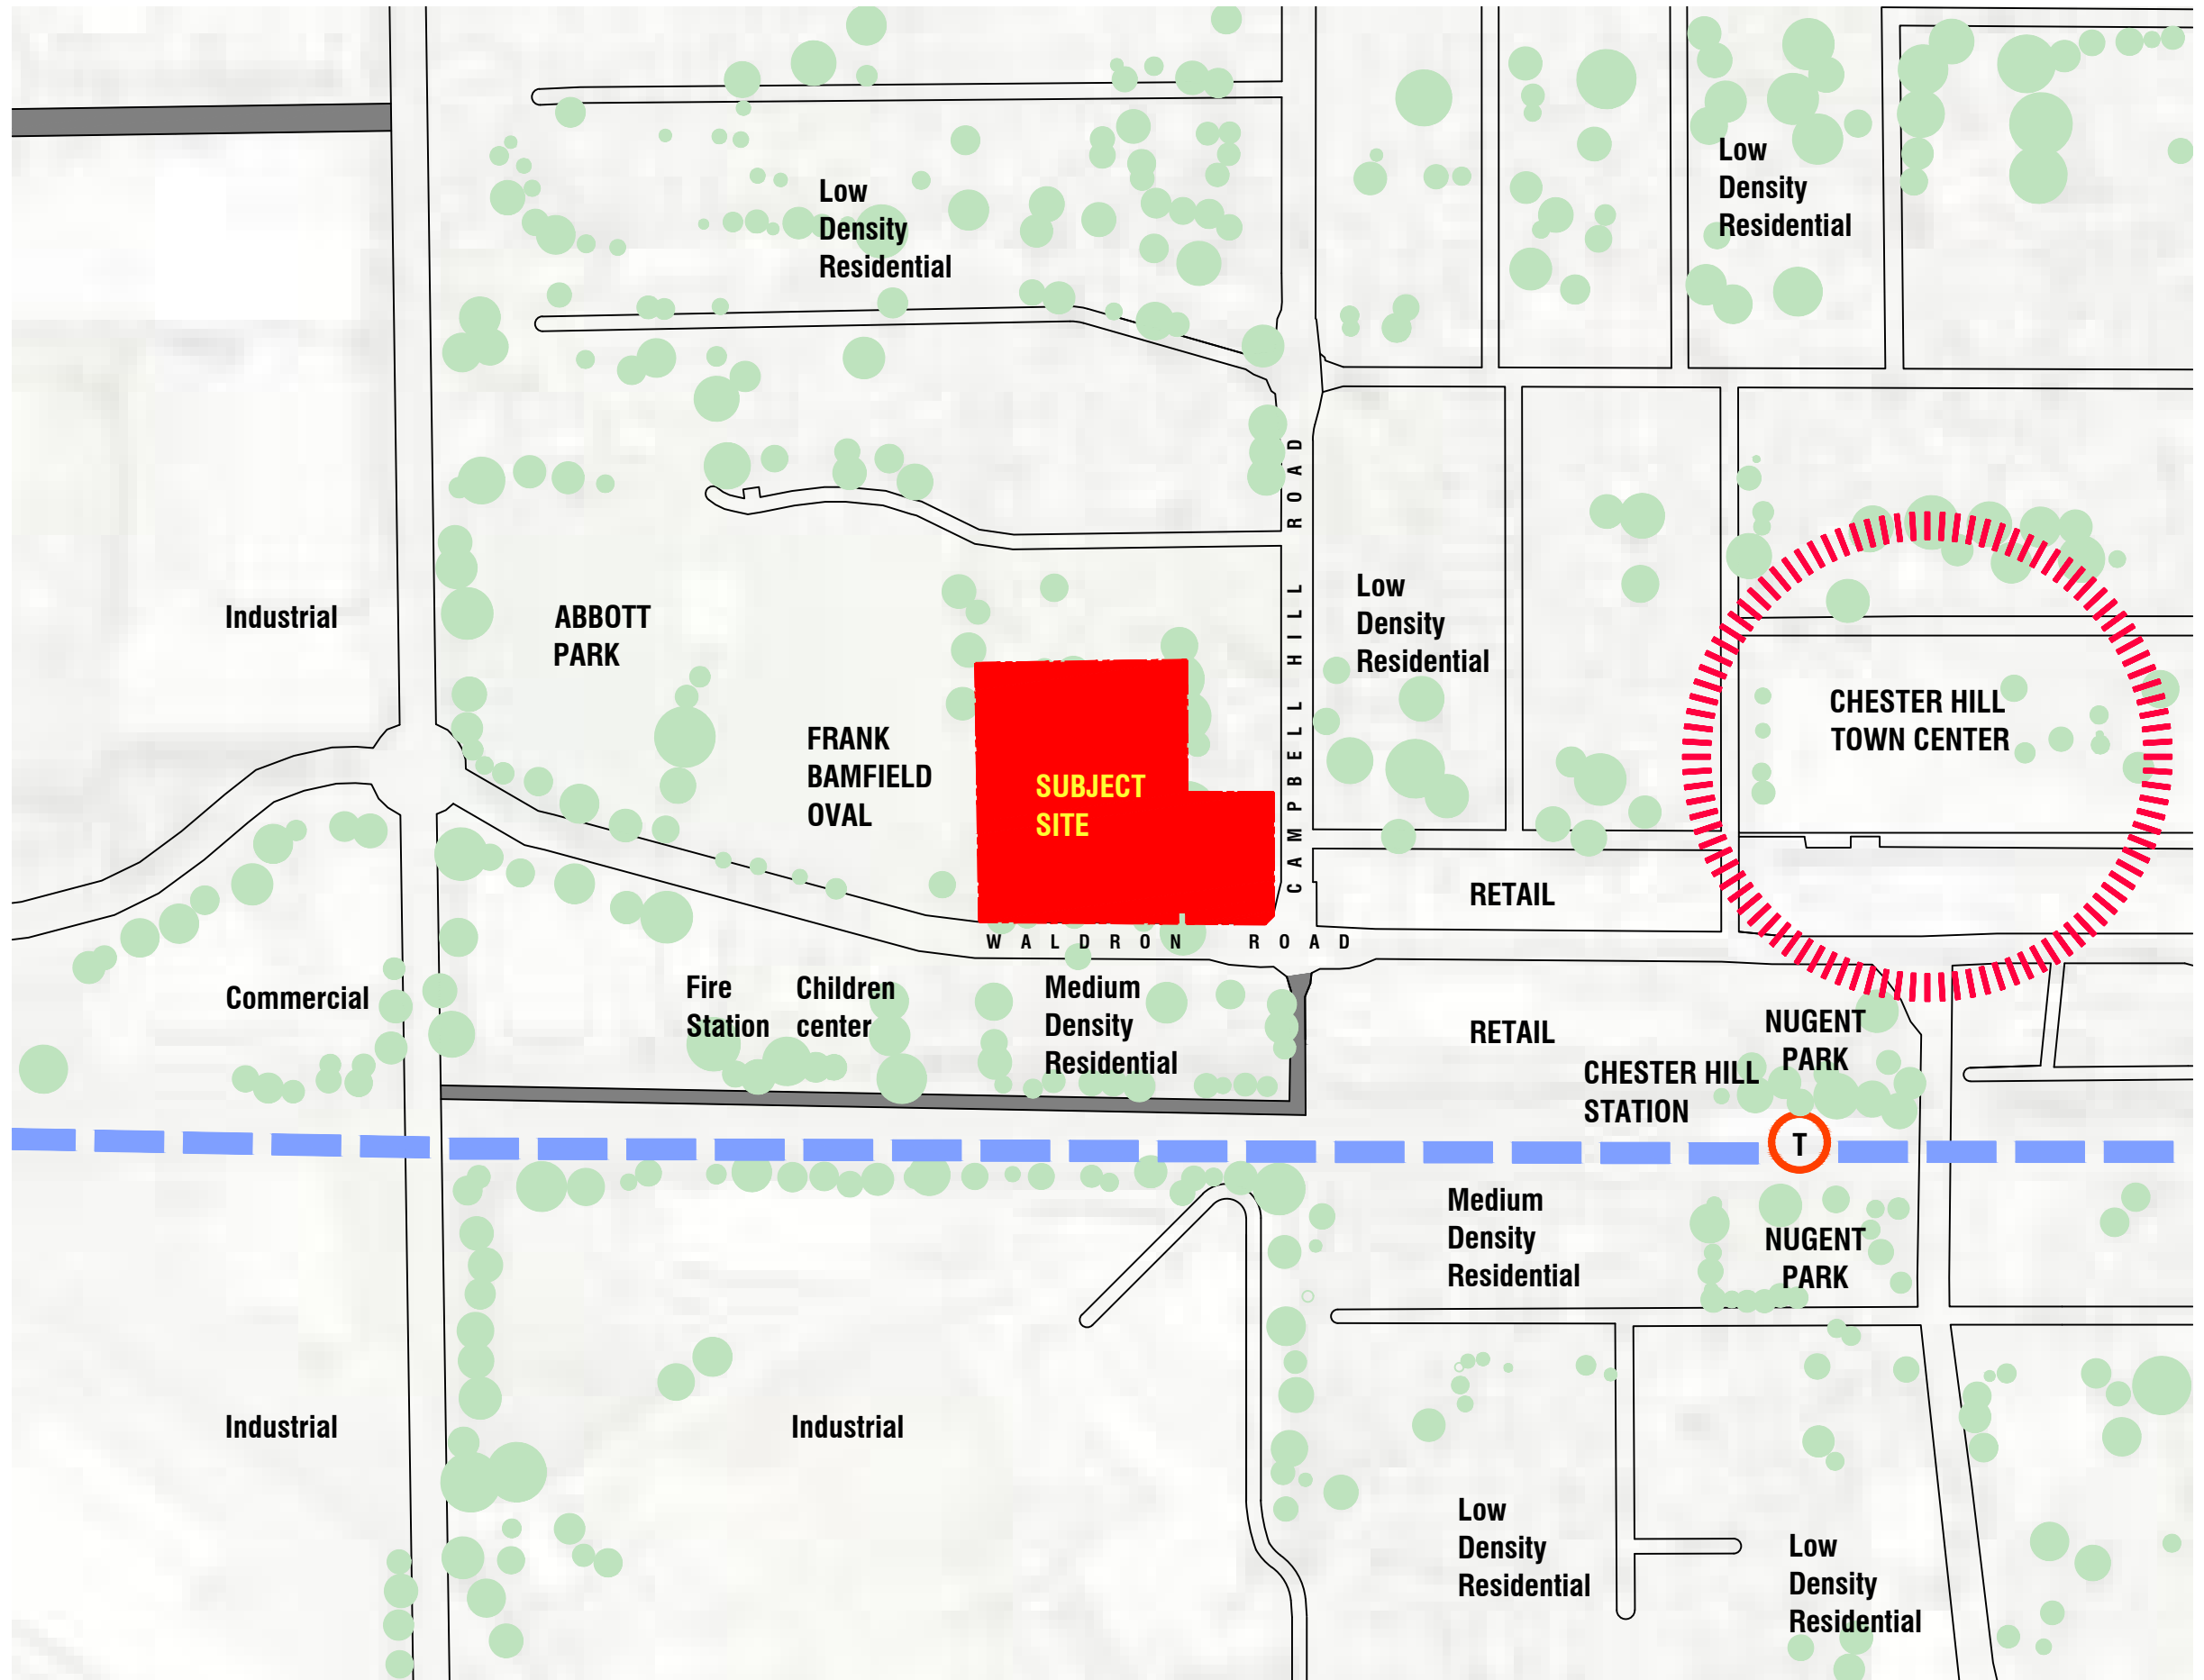 Low
Density
Residential
Low
Density
Residential
Industrial
ABBOTT
PARK
FRANK
BAMFIELD
OVAL
SUBJECT
SITE
CAMPBELL HILL ROAD
Low
Density
Residential
CHESTER HILL
TOWN CENTER
RETAIL
WALDRON ROAD
Commercial
Fire
Station
Children
center
Medium
Density
Residential
RETAIL
NUGENT
PARK
CHESTER HILL
STATION
T
Medium
Density
Residential
NUGENT
PARK
Industrial
Industrial
Low
Density
Residential
Low
Density
Residential